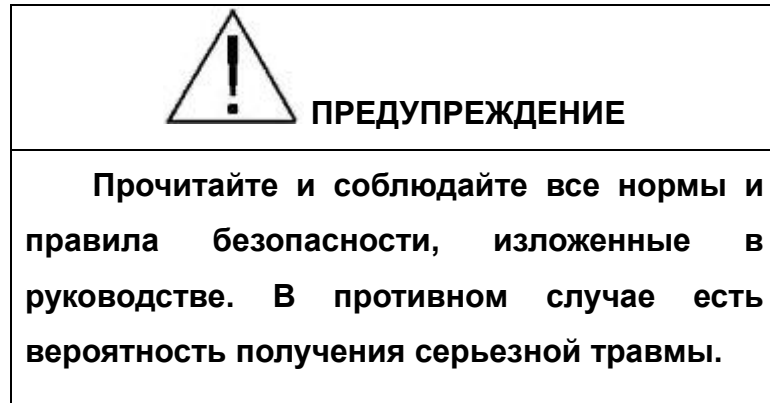 ПРЕДУПРЕЖДЕНИЕ
Прочитайте и соблюдайте все нормы и
правила безопасности, изложенные в
руководстве. В противном случае есть
вероятность получения серьезной травмы.